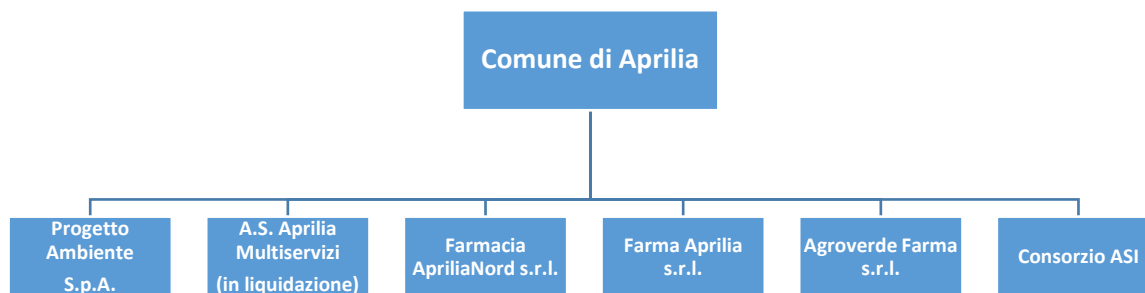 Comune di Aprilia
Progetto
Ambiente
S.p.A.
A.S. Aprilia
Multiservizi
(in liquidazione)
Farmacia
ApriliaNord s.r.l.
Farma Aprilia
s.r.l.
Agroverde Farma
s.r.l.
Consorzio ASI